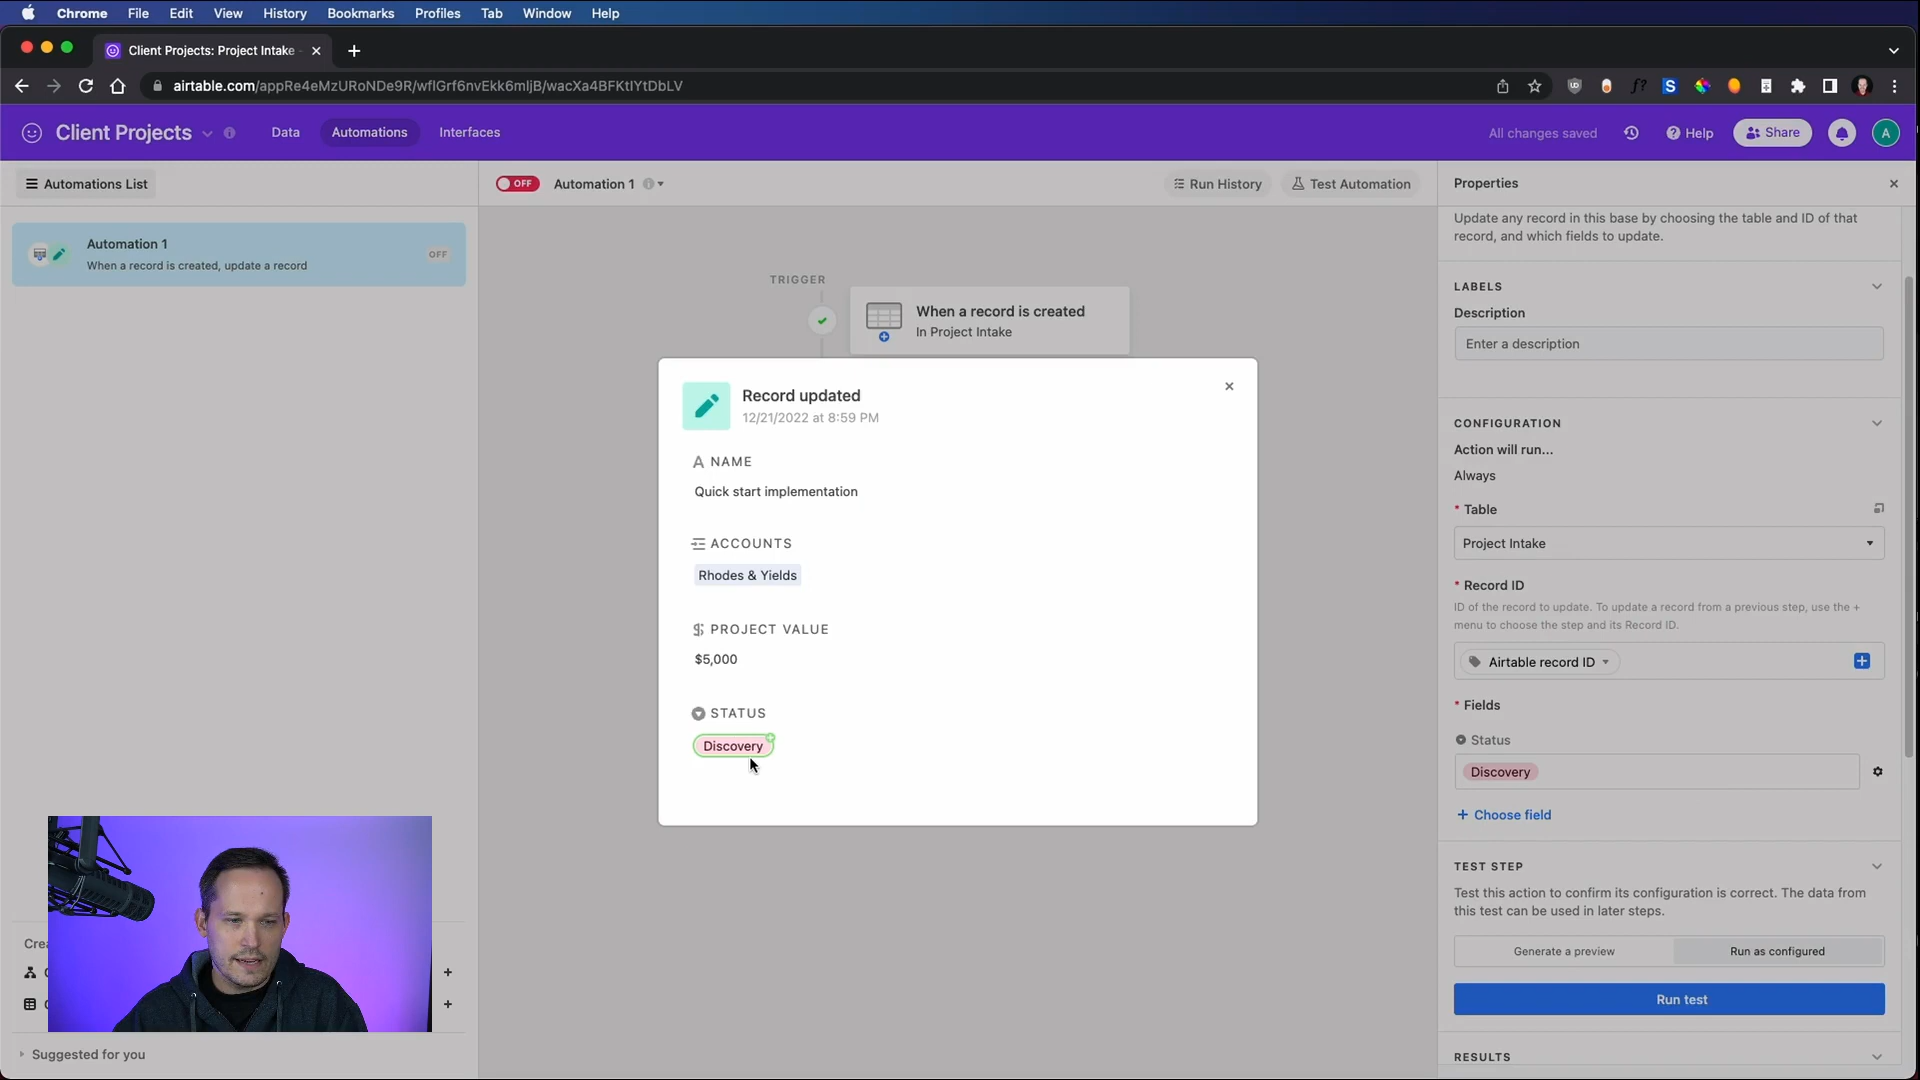 Chrome File Edit View History Bookmarks Profiles Tab Window Help
Client Projects: Project Intake
airtable.com/appRe4eMzURoNDe9R/wflGrf6nvEkk6mljB/wacXa4BFKtIYtDbLV
Client Projects Data Automations Interfaces All changes saved Help Share A
Automations List
OFF Automation 1 Run History Test Automation
Properties
Automation 1
When a record is created, update a record
OFF
TRIGGER
When a record is created
In Project Intake
Record updated
12/21/2022 at 8:59 PM
A NAME
Quick start implementation
ACCOUNTS
Rhodes & Yields
$ PROJECT VALUE
$5,000
STATUS
Discovery
Update any record in this base by choosing the table and ID of that
record, and which fields to update.
LABELS
Description
Enter a description
CONFIGURATION
Action will run...
Always
* Table
Project Intake
* Record ID
ID of the record to update. To update a record from a previous step, use the +
menu to choose the step and its Record ID.
Airtable record ID
* Fields
Status
Discovery
+ Choose field
TEST STEP
Test this action to confirm its configuration is correct. The data from
this test can be used in later steps.
Generate a preview Run as configured
Run test
RESULTS
Suggested for you